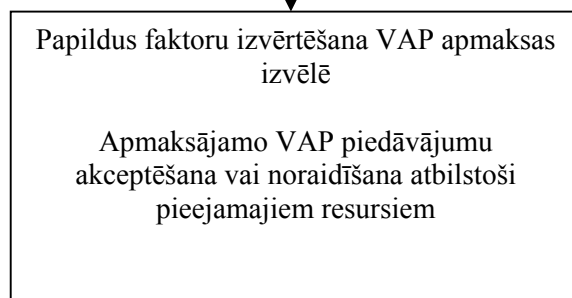 Papildus faktoru izvērtēšana VAP apmaksas
izvēlē
Apmaksājamo VAP piedāvājumu
akceptēšana vai noraidīšana atbilstoši
pieejamajiem resursiem